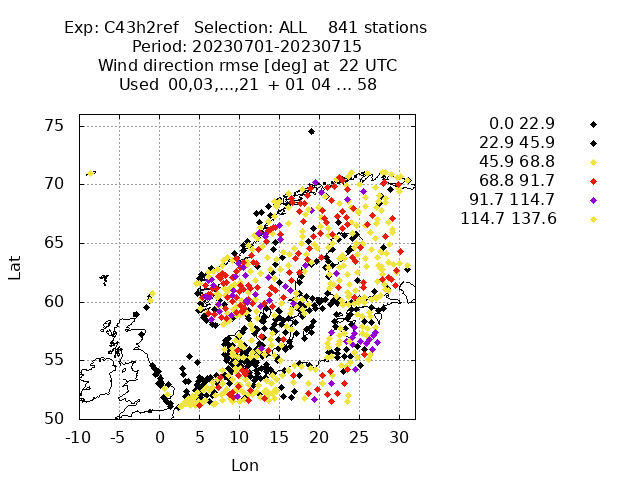 Exp: C43h2ref Selection: ALL 841 stations
Period: 20230701-20230715
Wind direction rmse [deg] at 22 UTC
Used 00,03,...,21 + 01 04 ... 58
0.0 22.9
22.9 45.9
45.9 68.8
68.8 91.7
91.7 114.7
114.7 137.6
75
70
65
60
55
50
Lat
-10 -5 0 5 10 15 20 25 30
Lon